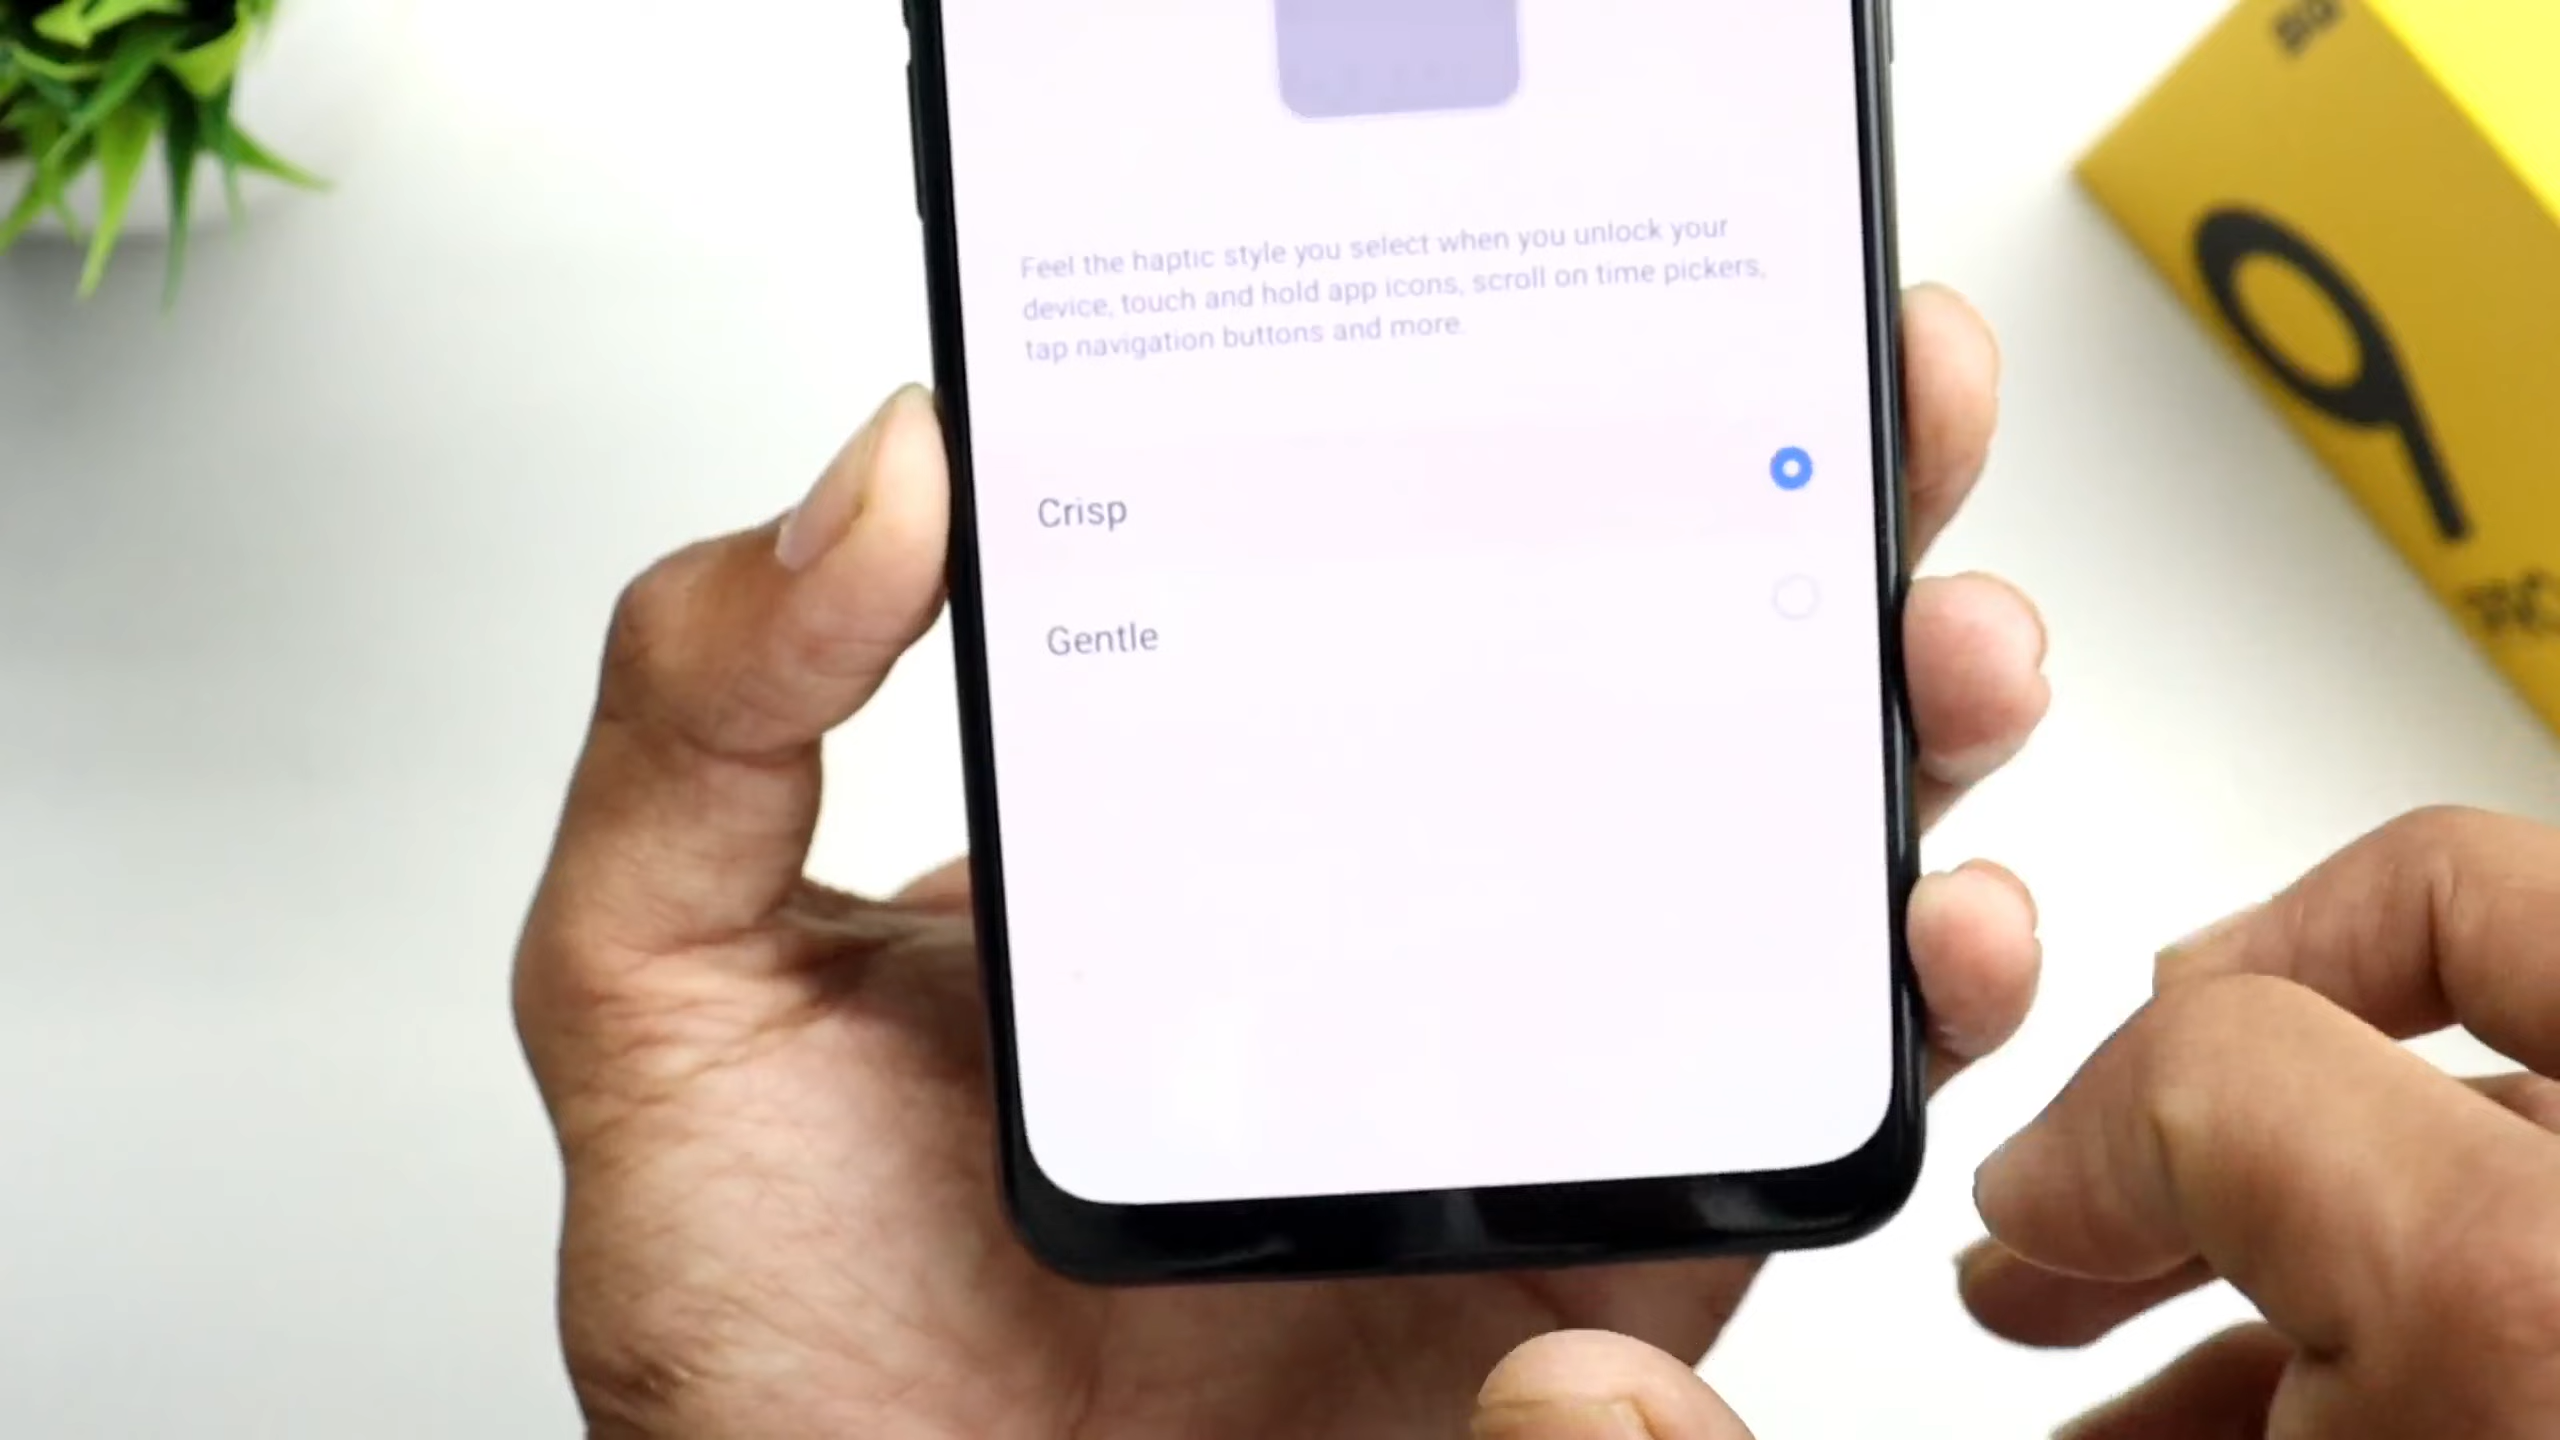 Feel the haptic style you select when you unlock your
device, touch and hold app icons, scroll on time pickers,
tap navigation buttons and more.
Crisp
Gentle
9